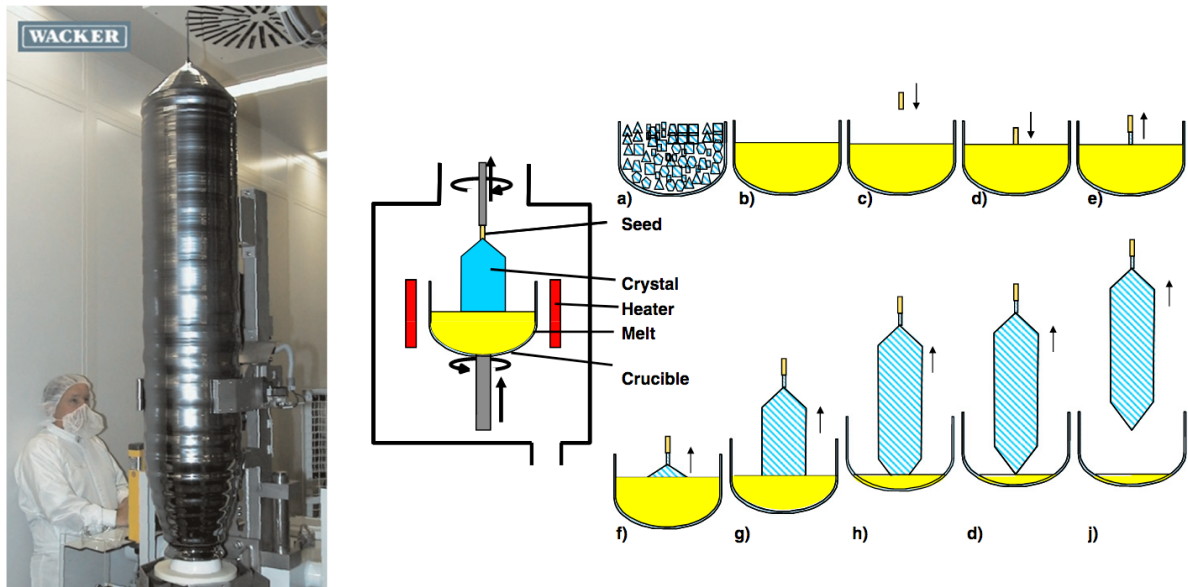 WACKER
a)
b)
c)
d)
e)
Seed
Crystal
Heater
Melt
Crucible
f)
g)
h)
d)
j)